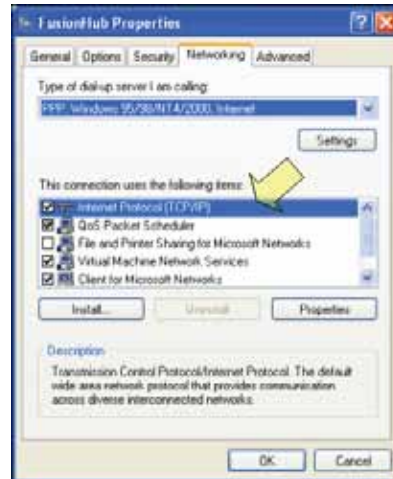 FusionHub Properties
General Options Security Networking Advanced
Type of dial-up server I am calling:
PPP: Windows 95/98/NT4/2000, Internet
Settings
This connection uses the following items:
Internet Protocol (TCP/IP)
QoS Packet Scheduler
File and Printer Sharing for Microsoft Networks
Virtual Machine Network Services
Client for Microsoft Networks
Install... Uninstall Properties
Description
Transmission Control Protocol/Internet Protocol. The default
wide area network protocol that provides communication
across diverse interconnected networks.
OK Cancel